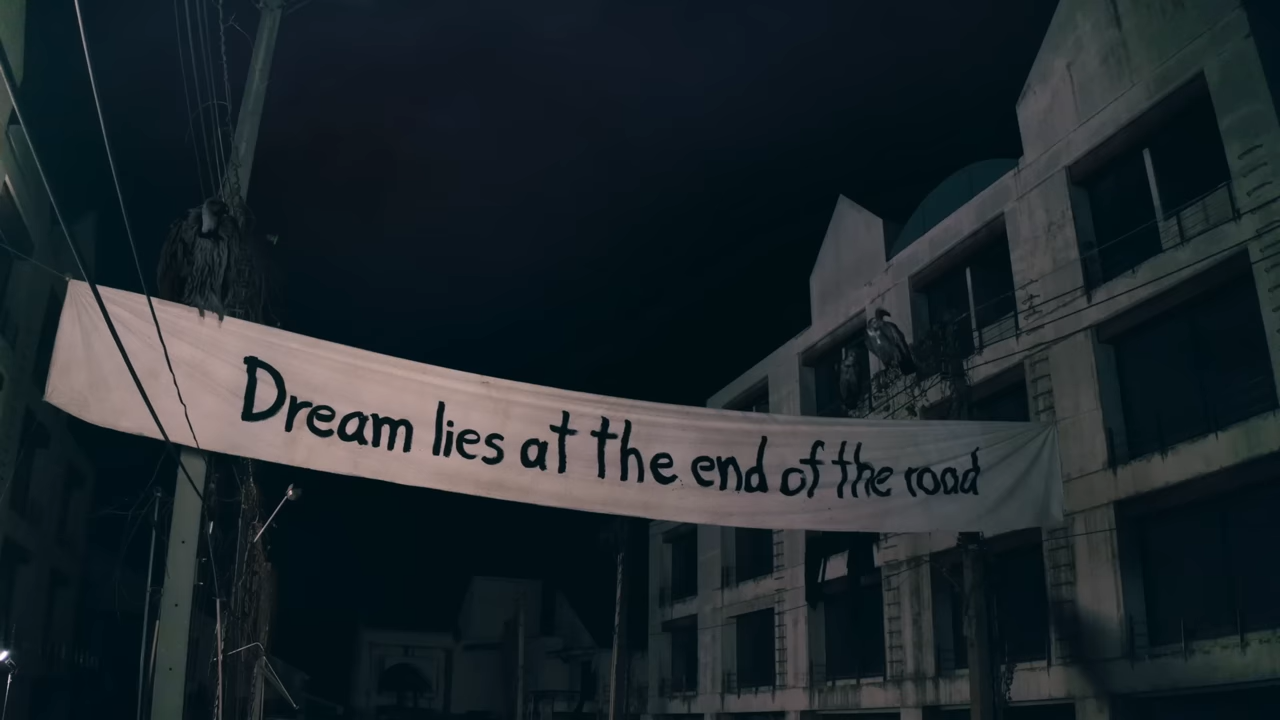 Dream lies at the end of the road